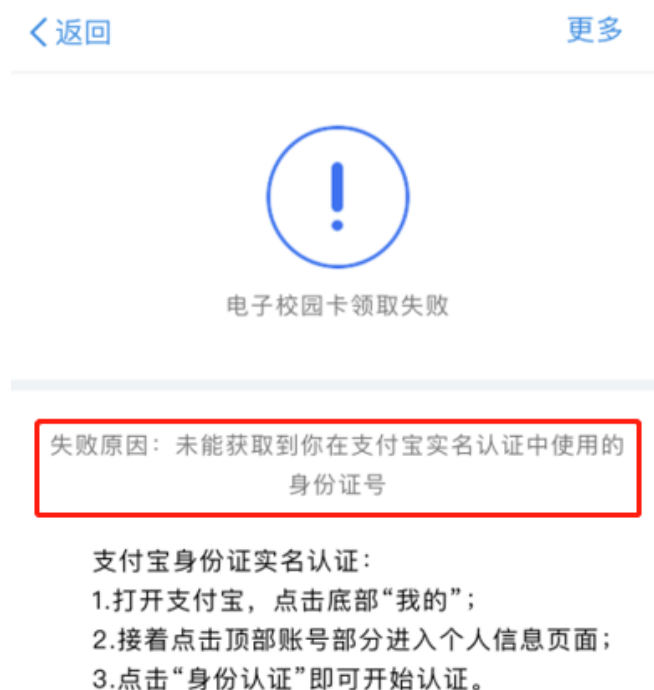 返回
更多
电子校园卡领取失败
失败原因：未能获取到你在支付宝实名认证中使用的
身份证号
支付宝身份证实名认证：
1.打开支付宝，点击底部“我的”；
2.接着点击顶部账号部分进入个人信息页面；
3.点击“身份认证”即可开始认证。